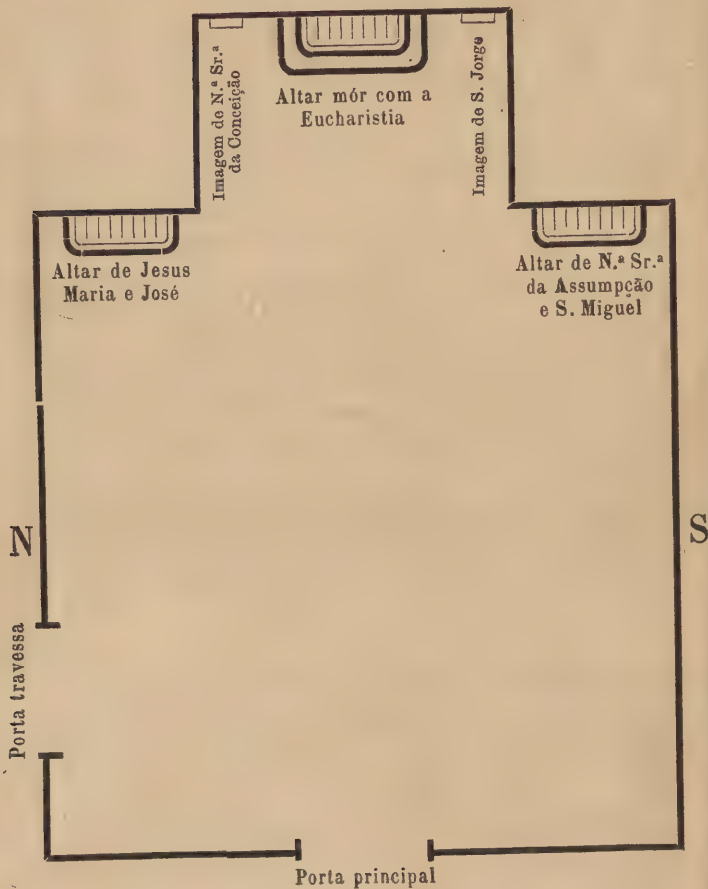 Imagem de N.ª Sr.ª
da Conceição
Altar mór com a
Eucharistia
Imagem de S. Jorge
Altar de Jesus
Maria e José
Altar de N.ª Sr.ª
da Assumpção
e S. Miguel
N
S
Porta travessa
Porta principal